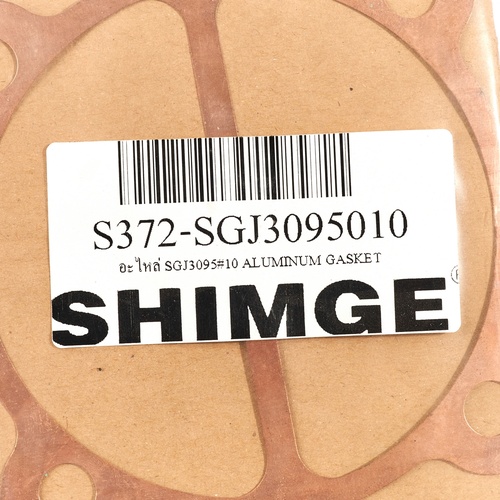 S372-SGJ3095010
อะไหล่ SGJ3095#10 ALUMINUM GASKET
SHIMGE®